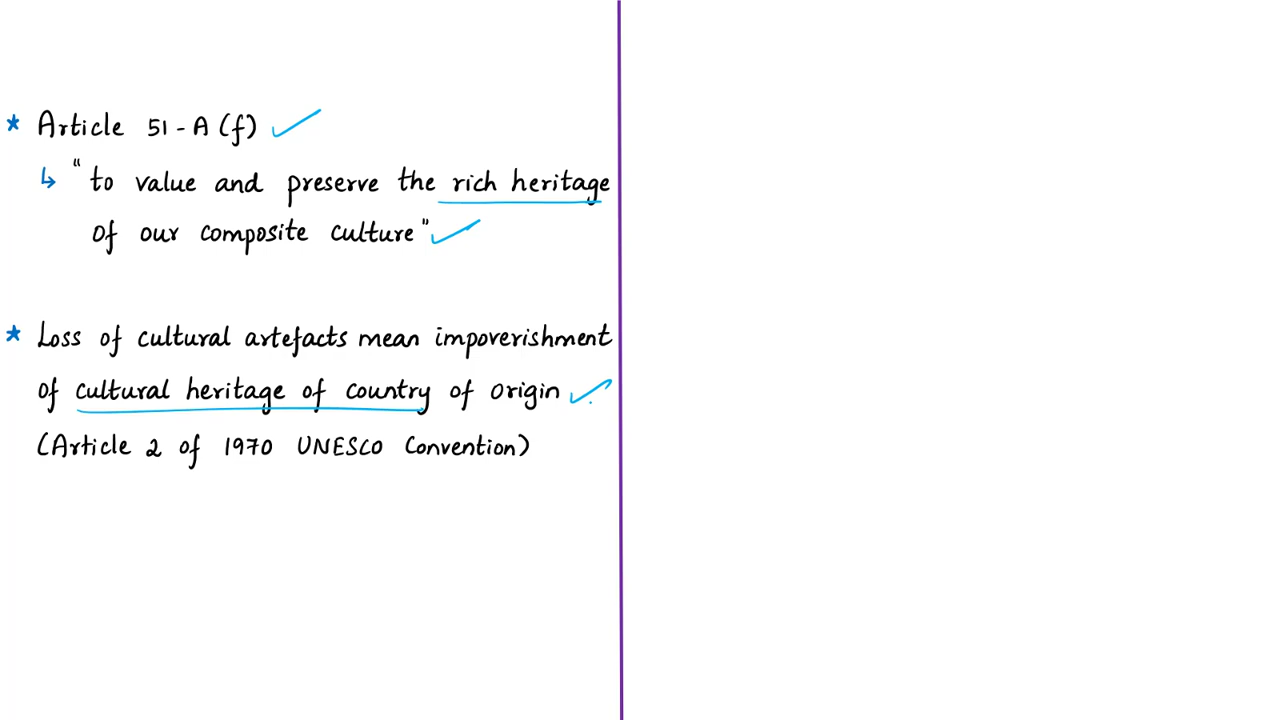 * Article 51-A (f)
↳ "to value and preserve the rich heritage
of our composite culture"
* Loss of cultural artefacts mean impoverishment
of cultural heritage of country of origin
(Article 2 of 1970 UNESCO Convention)